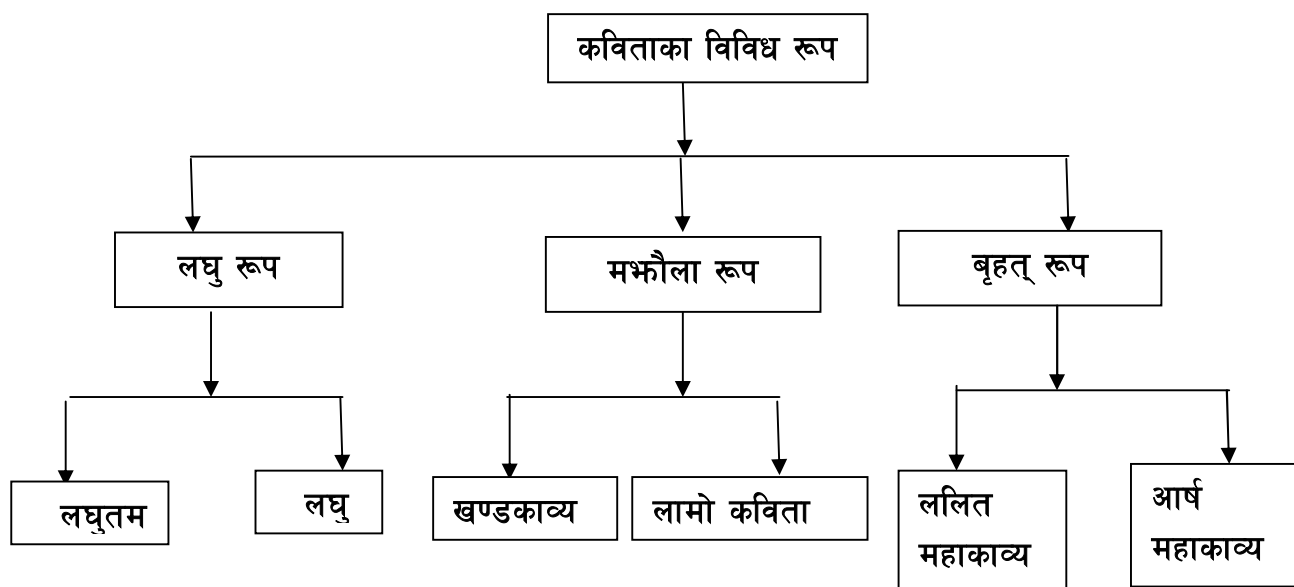 कविताका विविध रूप
लघु रूप
मझौला रूप
बृहत् रूप
लघुतम
लघु
खण्डकाव्य
लामो कविता
ललित
महाकाव्य
आर्ष
महाकाव्य